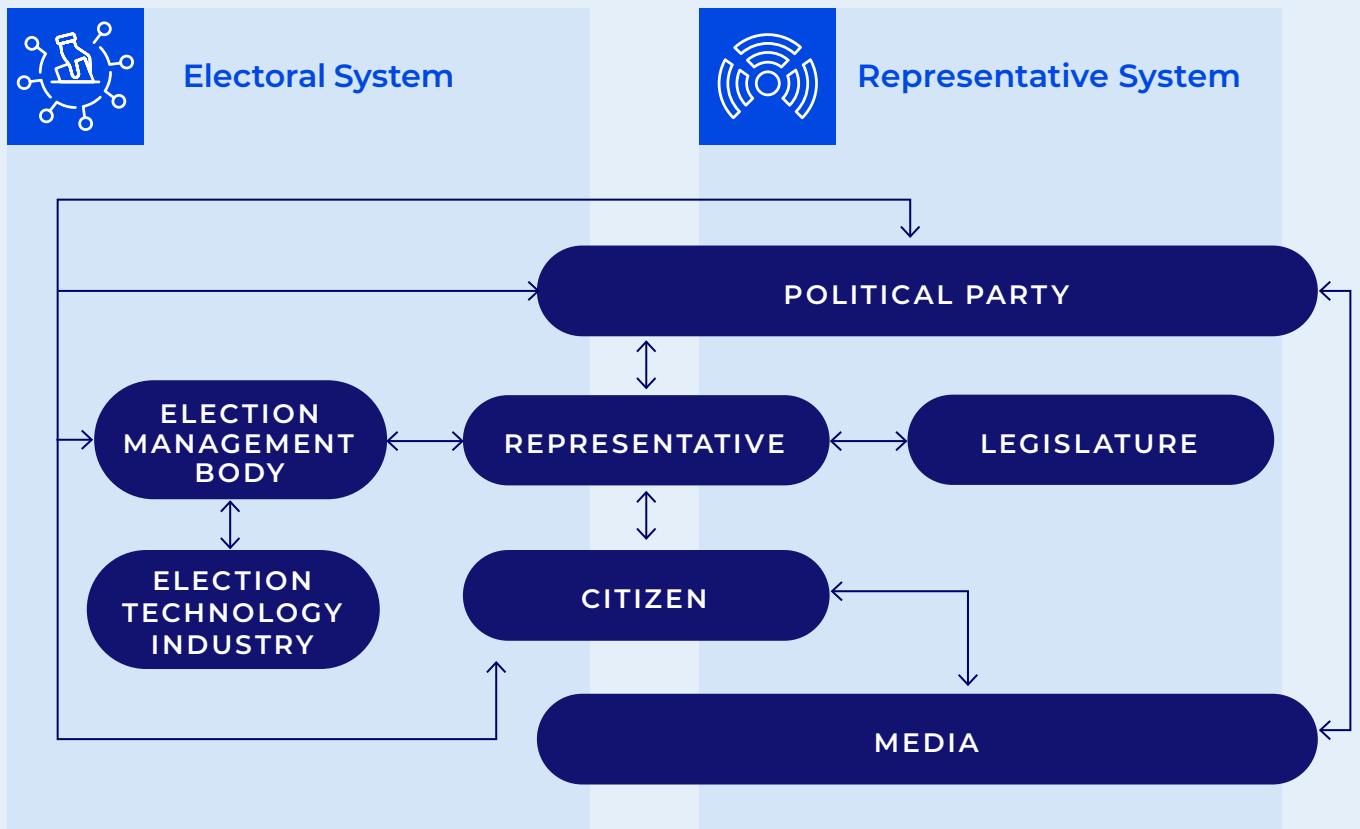 Electoral System
Representative System
POLITICAL PARTY
ELECTION
MANAGEMENT
BODY
REPRESENTATIVE
LEGISLATURE
ELECTION
TECHNOLOGY
INDUSTRY
CITIZEN
MEDIA